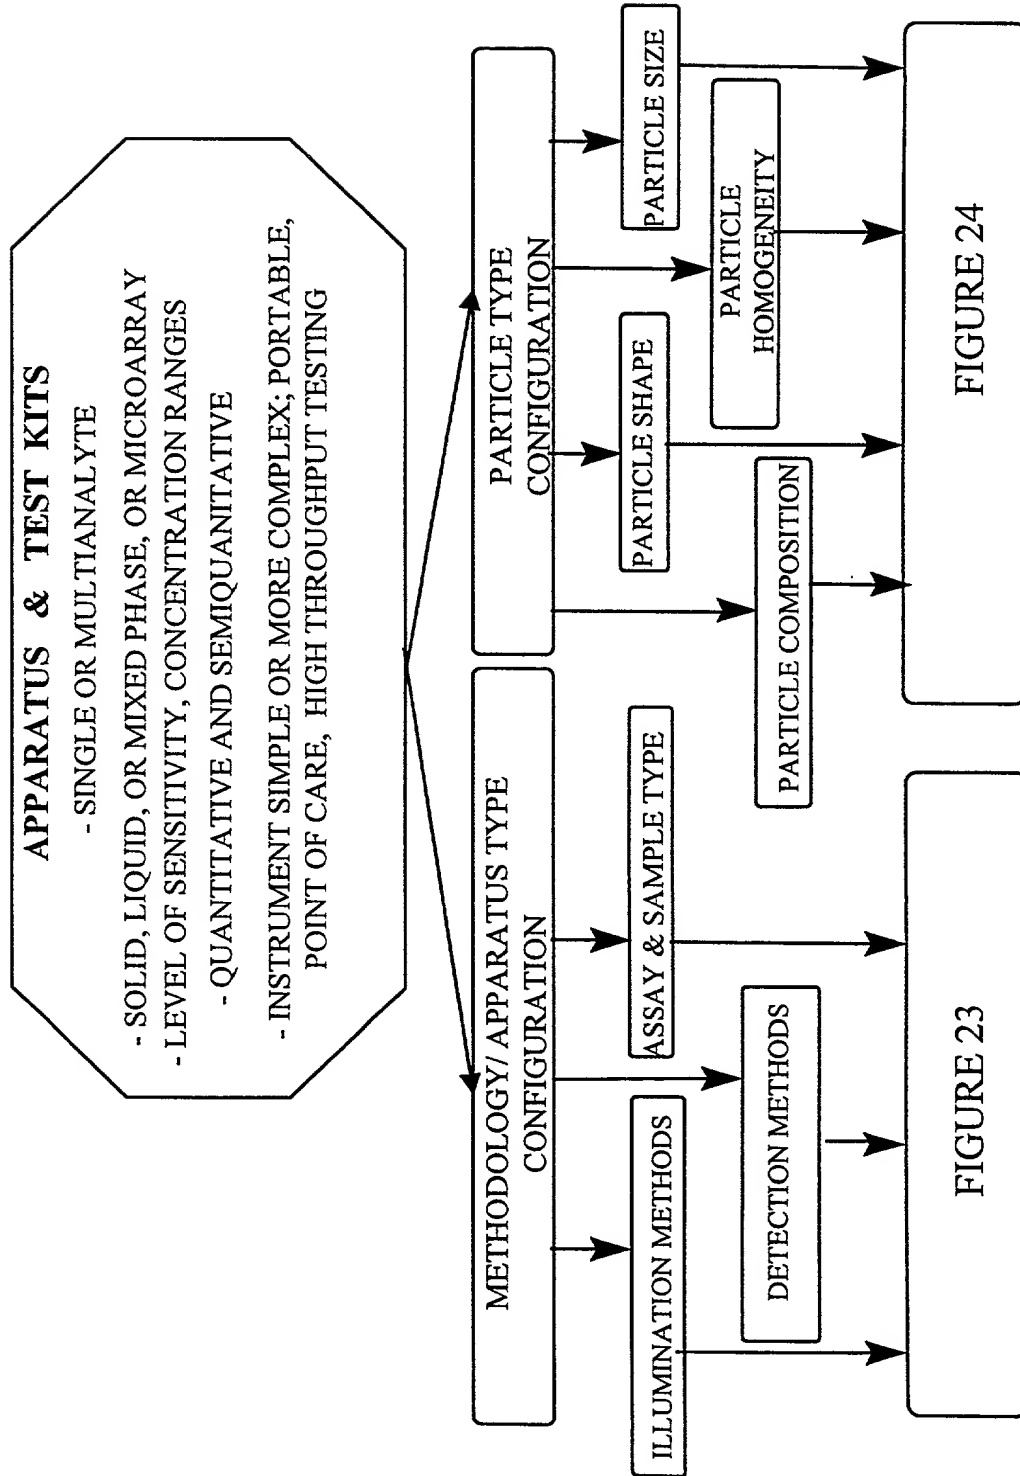 APPARATUS & TEST KITS
- SINGLE OR MULTIANALYTE
- SOLID, LIQUID, OR MIXED PHASE, OR MICROARRAY
- LEVEL OF SENSITIVITY, CONCENTRATION RANGES
- QUANTITATIVE AND SEMIQUANITATIVE
- INSTRUMENT SIMPLE OR MORE COMPLEX; PORTABLE,
POINT OF CARE, HIGH THROUGHPUT TESTING
METHODOLOGY/ APPARATUS TYPE
CONFIGURATION
ILLUMINATION METHODS
DETECTION METHODS
ASSAY & SAMPLE TYPE
FIGURE 23
PARTICLE TYPE
CONFIGURATION
PARTICLE COMPOSITION
PARTICLE SHAPE
PARTICLE
HOMOGENEITY
PARTICLE SIZE
FIGURE 24